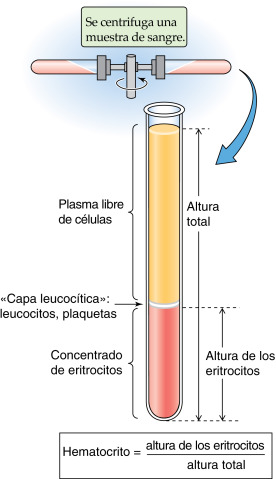 Se centrifuga una
muestra de sangre.
Plasma libre
de células
Altura
total
«Capa leucocítica»:
leucocitos, plaquetas
Concentrado
de eritrocitos
Altura de los
eritrocitos
Hematocrito = altura de los eritrocitos
altura total